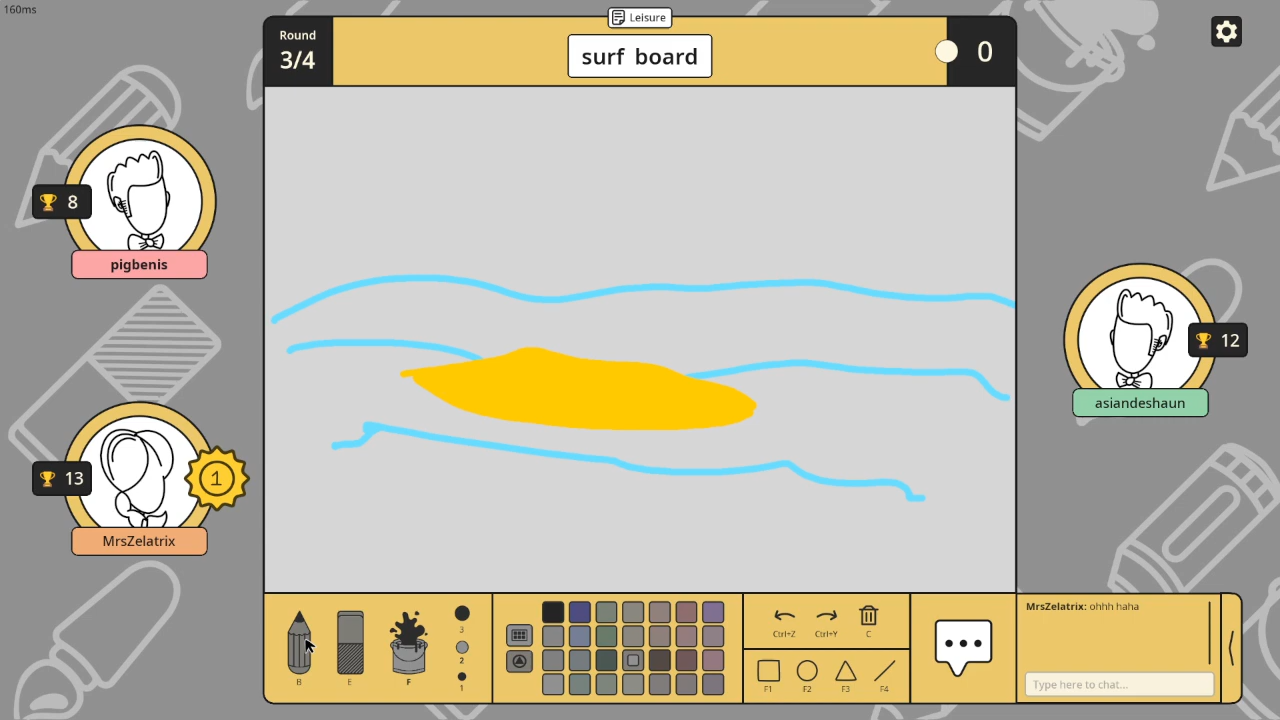 160ms
Leisure
Round
3/4
surf board
0
8
pigbenis
12
asiandeshaun
13
1
MrsZelatrix
B
E
F
3
2
1
Ctrl+Z
Ctrl+Y
C
F1
F2
F3
F4
MrsZelatrix: ohhh haha
Type here to chat...